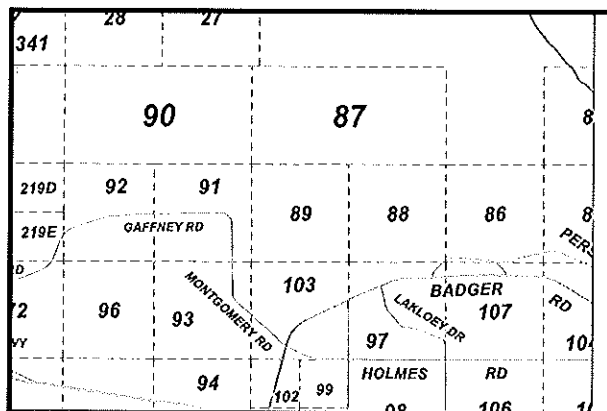 28 27
341
90 87
219D 92 91
89 88 86
219E GAFFNEY RD
MONTGOMERY RD
103 BADGER RD
96 93 LAKLOEY DR 107
97
94 HOLMES RD
102 99
106